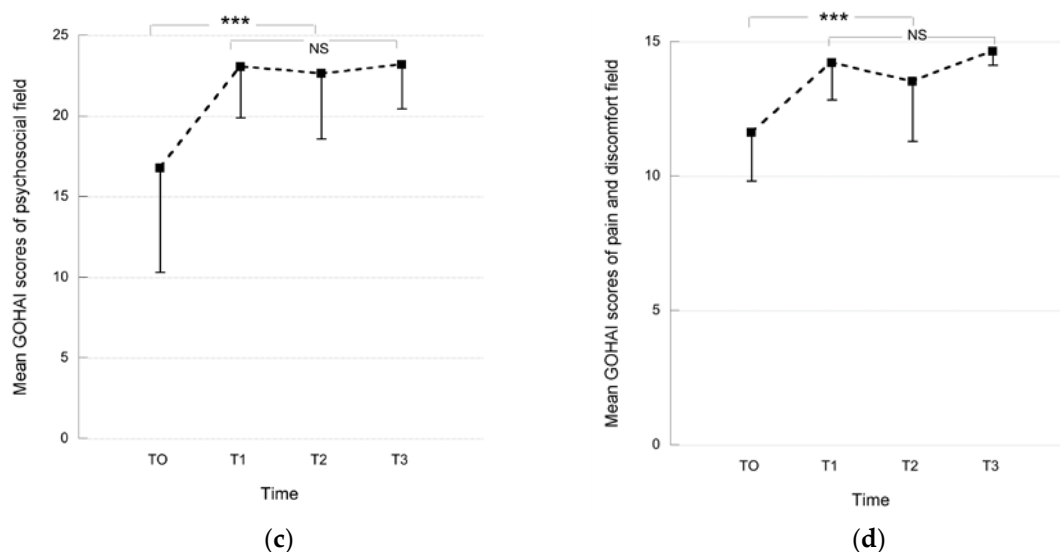 ***
NS
25
20
15
10
5
0
Mean GOHAI scores of psychosocial field
TO T1 T2 T3
Time
(c)
***
NS
15
10
5
0
Mean GOHAI scores of pain and discomfort field
TO T1 T2 T3
Time
(d)